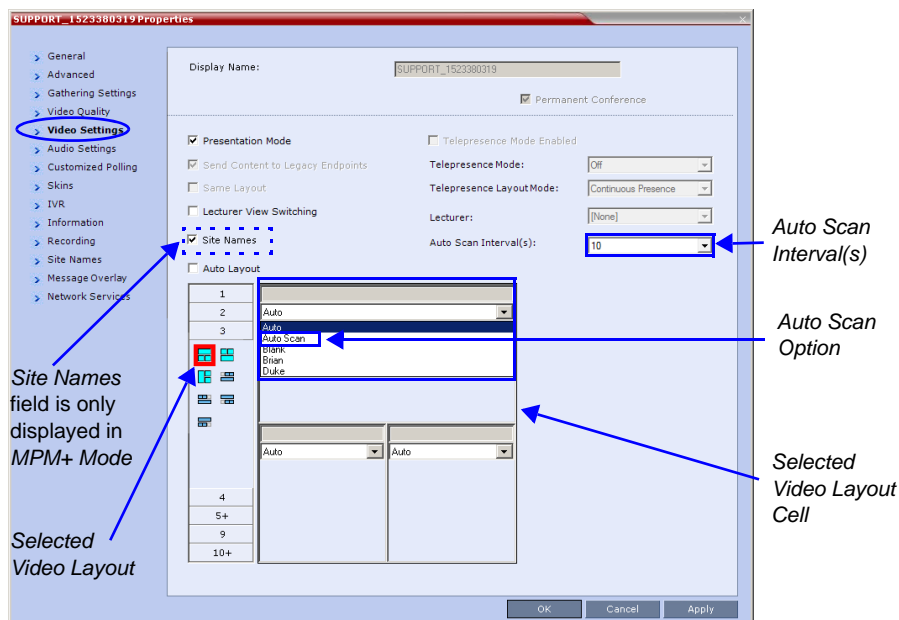 SUPPORT_1523380319 Properties
General
Advanced
Gathering Settings
Video Quality
Video Settings
Audio Settings
Customized Polling
Skins
IVR
Information
Recording
Site Names
Message Overlay
Network Services
Display Name:
SUPPORT_1523380319
Permanent Conference
Presentation Mode
Telepresence Mode Enabled
Send Content to Legacy Endpoints
Telepresence Mode:
Off
Same Layout
Telepresence Layout Mode:
Continuous Presence
Lecturer View Switching
Lecturer:
[None]
Site Names
Auto Scan Interval(s):
10
Auto Layout
1
2
3
Auto
Auto
Auto Scan
Blank
Brian
Duke
Auto
Auto
4
5+
9
10+
OK
Cancel
Apply
Auto Scan
Interval(s)
Auto Scan
Option
Selected
Video Layout
Cell
Site Names
field is only
displayed in
MPM+ Mode
Selected
Video Layout